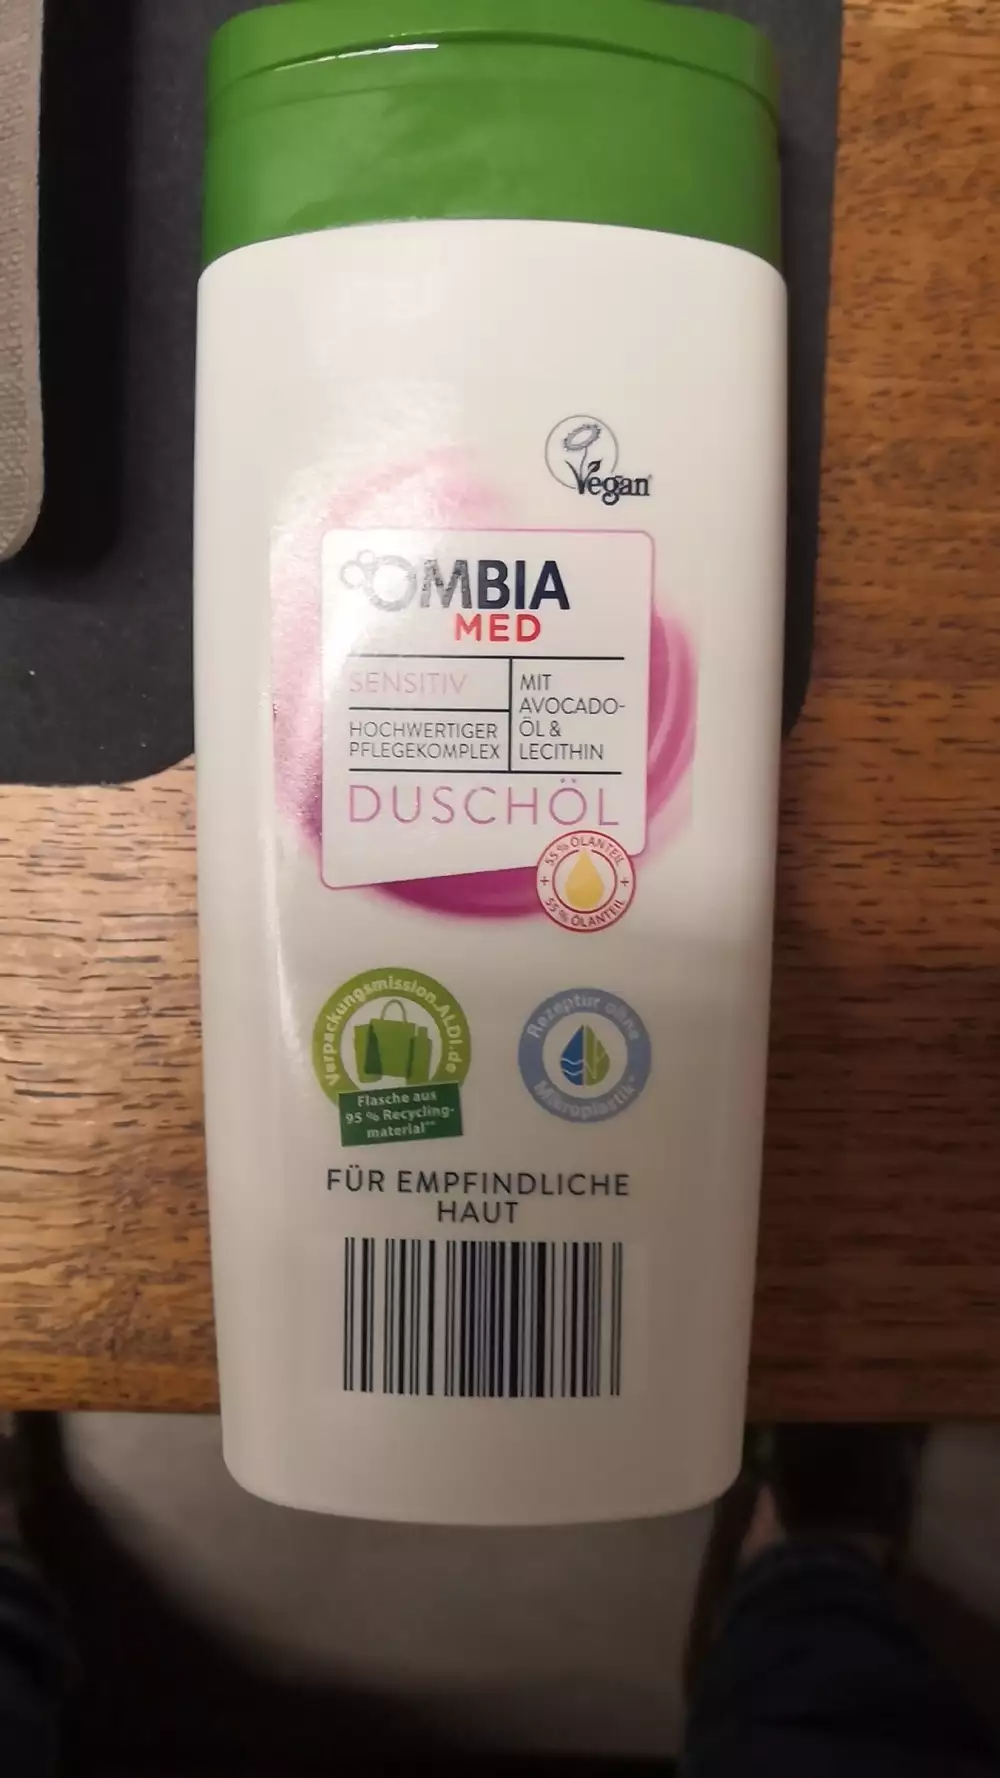 Vegan
OMBIA
MED
SENSITIV
HOCHWERTIGER
PFLEGEKOMPLEX
MIT
AVOCADO-
ÖL &
LECITHIN
DUSCHÖL
55 % ÖLANTEIL
55 % ÖLANTEIL
Verpackungsmission.ALDI.de
Flasche aus
95 % Recycling-
material**
Rezeptur ohne
Mikroplastik*
FÜR EMPFINDLICHE
HAUT